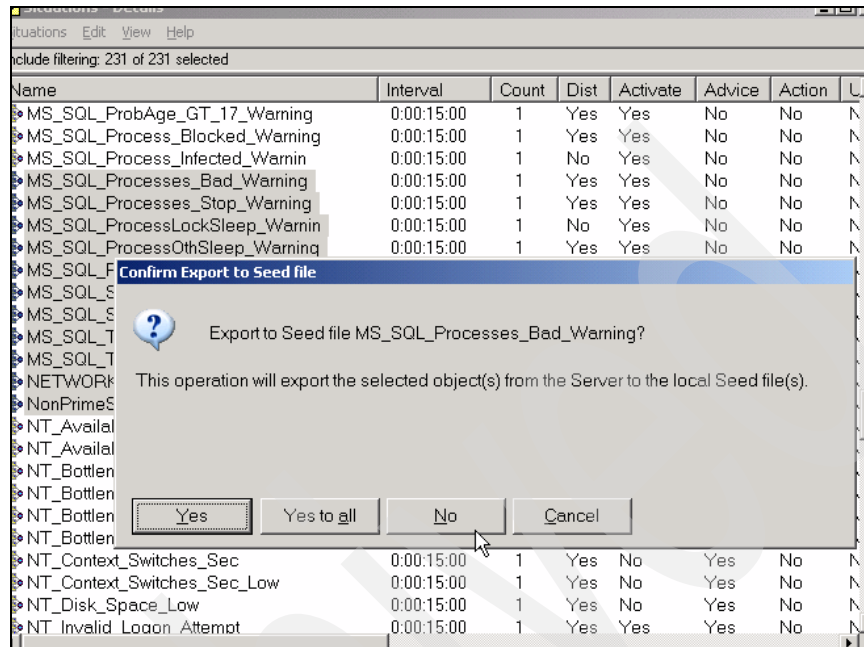 Situations - Details
ituations Edit View Help
nclude filtering: 231 of 231 selected
Name Interval Count Dist Activate Advice Action
MS_SQL_ProbAge_GT_17_Warning 0:00:15:00 1 Yes Yes No No N
MS_SQL_Process_Blocked_Warning 0:00:15:00 1 Yes Yes No No N
MS_SQL_Process_Infected_Warnin 0:00:15:00 1 No Yes No No N
MS_SQL_Processes_Bad_Warning 0:00:15:00 1 Yes Yes No No N
MS_SQL_Processes_Stop_Warning 0:00:15:00 1 Yes Yes No No N
MS_SQL_ProcessLockSleep_Warnin 0:00:15:00 1 No Yes No No N
MS_SQL_ProcessOthSleep_Warning 0:00:15:00 1 Yes Yes No No N
MS_SQL_F
Confirm Export to Seed file
MS_SQL_S
MS_SQL_S
Export to Seed file MS_SQL_Processes_Bad_Warning?
MS_SQL_T
MS_SQL_T
NETWORK
This operation will export the selected object(s) from the Server to the local Seed file(s).
NonPrimeS
NT_Availal
NT_Availal
NT_Bottlen
NT_Bottlen
NT_Bottlen
Yes Yes to all No Cancel
NT_Bottlen
NT_Context_Switches_Sec 0:00:15:00 1 Yes No Yes No N
NT_Context_Switches_Sec_Low 0:00:15:00 1 Yes No Yes No N
NT_Disk_Space_Low 0:00:15:00 1 Yes No Yes No N
NT_Invalid_Logon_Attempt 0:00:15:00 1 Yes Yes Yes No N